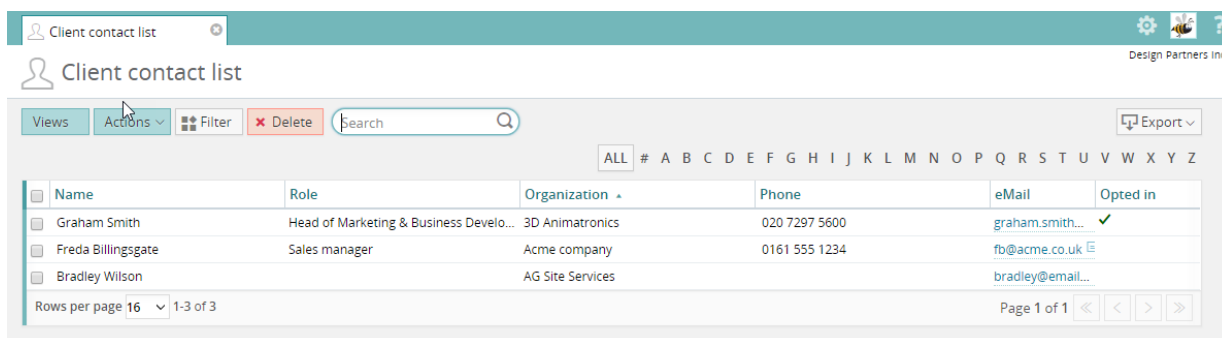 Client contact list
Design Partners In
Client contact list
Views Actions Filter Delete Search Export
ALL # A B C D E F G H I J K L M N O P Q R S T U V W X Y Z
Name Role Organization Phone eMail Opted in
Graham Smith Head of Marketing & Business Develo... 3D Animatronics 020 7297 5600 graham.smith...
Freda Billingsgate Sales manager Acme company 0161 555 1234 fb@acme.co.uk
Bradley Wilson AG Site Services bradley@email...
Rows per page 16 1-3 of 3 Page 1 of 1